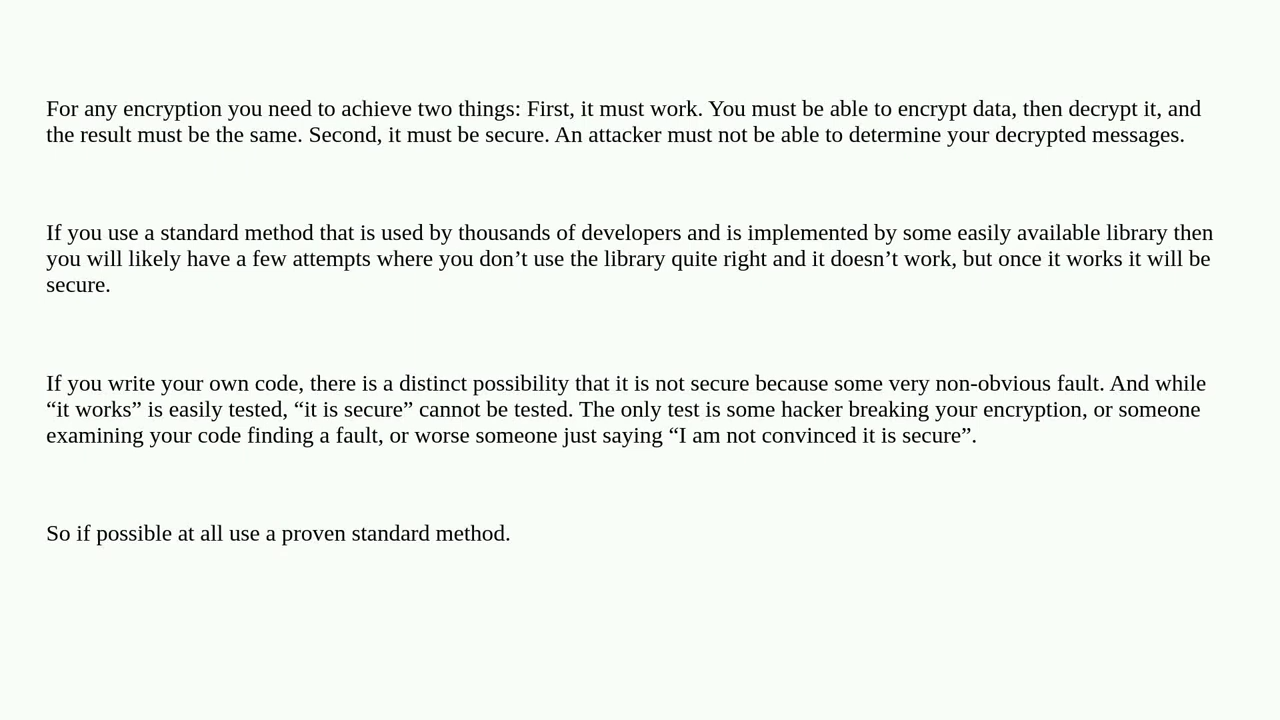 For any encryption you need to achieve two things: First, it must work. You must be able to encrypt data, then decrypt it, and
the result must be the same. Second, it must be secure. An attacker must not be able to determine your decrypted messages.
If you use a standard method that is used by thousands of developers and is implemented by some easily available library then
you will likely have a few attempts where you don’t use the library quite right and it doesn’t work, but once it works it will be
secure.
If you write your own code, there is a distinct possibility that it is not secure because some very non-obvious fault. And while
“it works” is easily tested, “it is secure” cannot be tested. The only test is some hacker breaking your encryption, or someone
examining your code finding a fault, or worse someone just saying “I am not convinced it is secure”.
So if possible at all use a proven standard method.